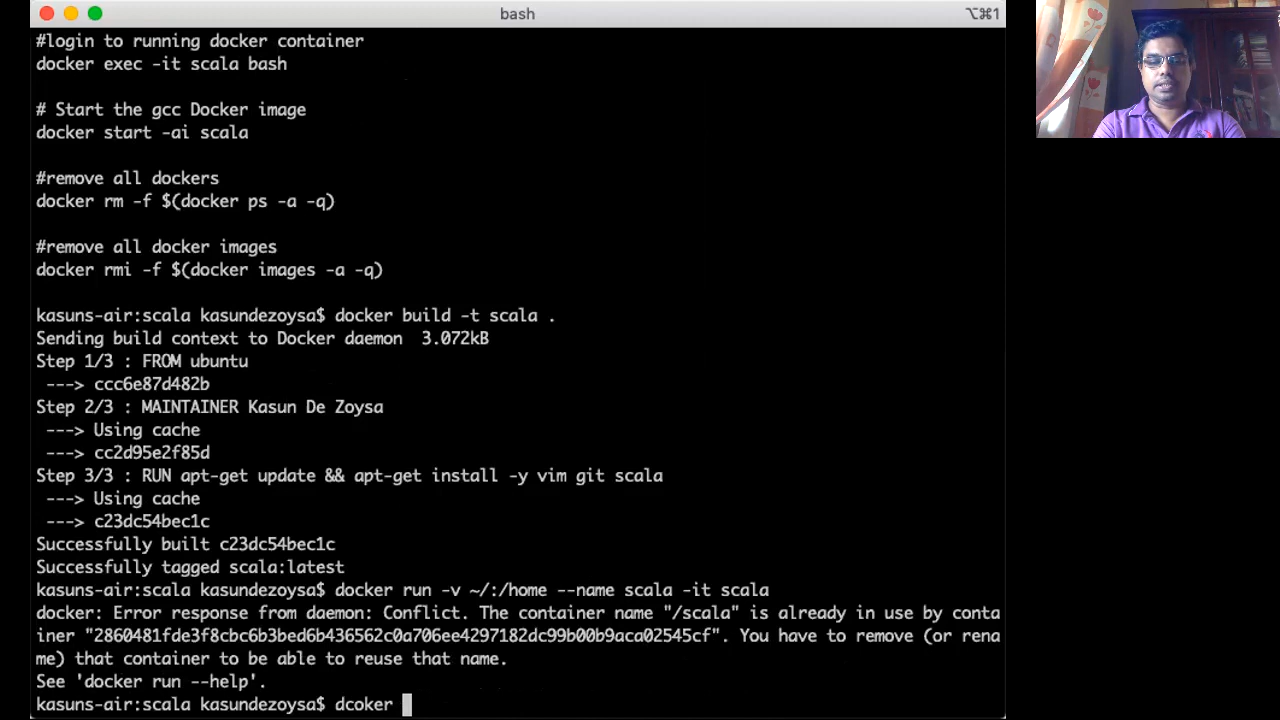 bash
⌥⌘1
#login to running docker container
docker exec -it scala bash
# Start the gcc Docker image
docker start -ai scala
#remove all dockers
docker rm -f $(docker ps -a -q)
#remove all docker images
docker rmi -f $(docker images -a -q)
kasuns-air:scala kasundezoysa$ docker build -t scala .
Sending build context to Docker daemon  3.072kB
Step 1/3 : FROM ubuntu
 ---> ccc6e87d482b
Step 2/3 : MAINTAINER Kasun De Zoysa
 ---> Using cache
 ---> cc2d95e2f85d
Step 3/3 : RUN apt-get update && apt-get install -y vim git scala
 ---> Using cache
 ---> c23dc54bec1c
Successfully built c23dc54bec1c
Successfully tagged scala:latest
kasuns-air:scala kasundezoysa$ docker run -v ~/:/home --name scala -it scala
docker: Error response from daemon: Conflict. The container name "/scala" is already in use by conta
iner "2860481fde3f8cbc6b3bed6b436562c0a706ee4297182dc99b00b9aca02545cf". You have to remove (or rena
me) that container to be able to reuse that name.
See 'docker run --help'.
kasuns-air:scala kasundezoysa$ dcoker